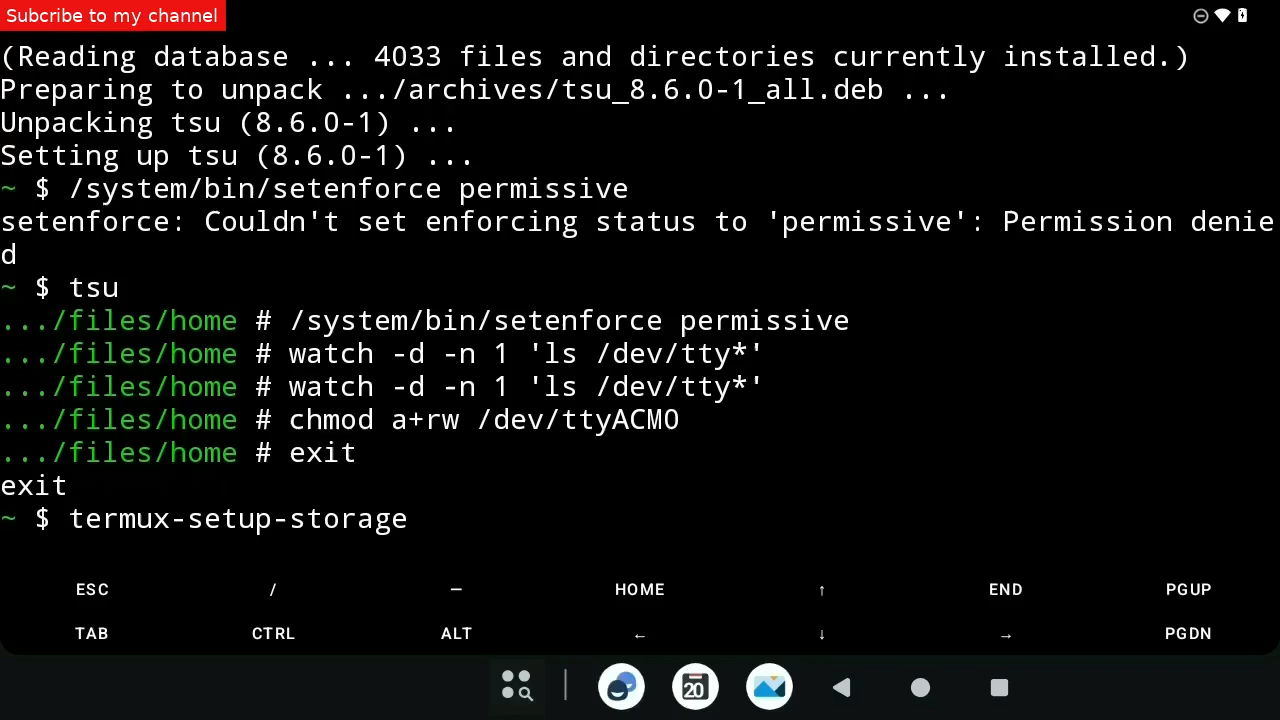 Subcribe to my channel
(Reading database ... 4033 files and directories currently installed.)
Preparing to unpack .../archives/tsu_8.6.0-1_all.deb ...
Unpacking tsu (8.6.0-1) ...
Setting up tsu (8.6.0-1) ...
~ $ /system/bin/setenforce permissive
setenforce: Couldn't set enforcing status to 'permissive': Permission denie
d
~ $ tsu
.../files/home # /system/bin/setenforce permissive
.../files/home # watch -d -n 1 'ls /dev/tty*'
.../files/home # watch -d -n 1 'ls /dev/tty*'
.../files/home # chmod a+rw /dev/ttyACM0
.../files/home # exit
exit
~ $ termux-setup-storage
ESC / — HOME ↑ END PGUP
TAB CTRL ALT ← ↓ → PGDN
20